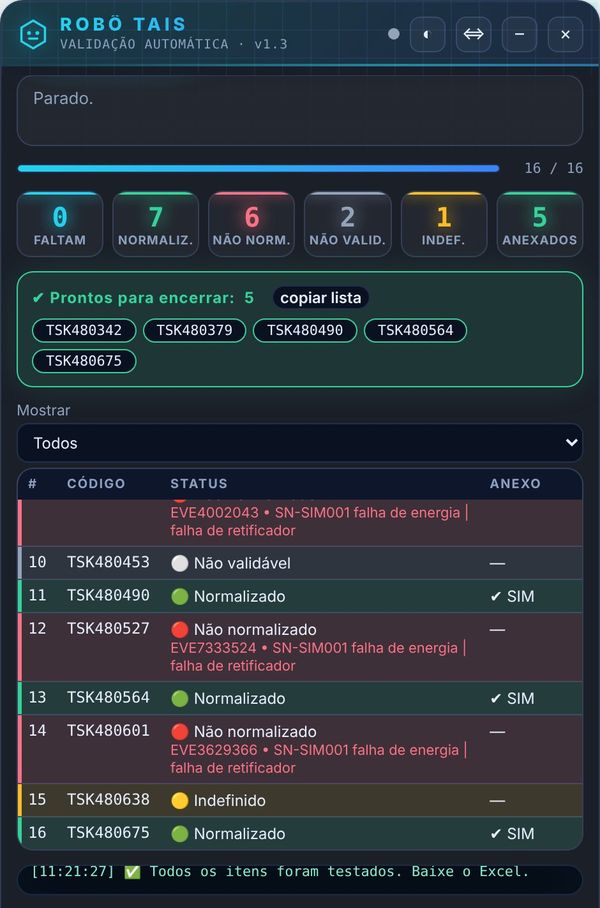 ROBÔ TAIS
VALIDAÇÃO AUTOMÁTICA · v1.3
Parado.
16 / 16
0 7 6 2 1 5
FALTAM NORMALIZ. NÃO NORM. NÃO VALID. INDEF. ANEXADOS
✔ Prontos para encerrar: 5 copiar lista
TSK480342 TSK480379 TSK480490 TSK480564
TSK480675
Mostrar
Todos
# CÓDIGO STATUS ANEXO
EVE4002043 • SN-SIM001 falha de energia |
falha de retificador
10 TSK480453 Não validável —
11 TSK480490 Normalizado ✔ SIM
12 TSK480527 Não normalizado —
EVE7333524 • SN-SIM001 falha de energia |
falha de retificador
13 TSK480564 Normalizado ✔ SIM
14 TSK480601 Não normalizado —
EVE3629366 • SN-SIM001 falha de energia |
falha de retificador
15 TSK480638 Indefinido —
16 TSK480675 Normalizado ✔ SIM
[11:21:27] ✅ Todos os itens foram testados. Baixe o Excel.